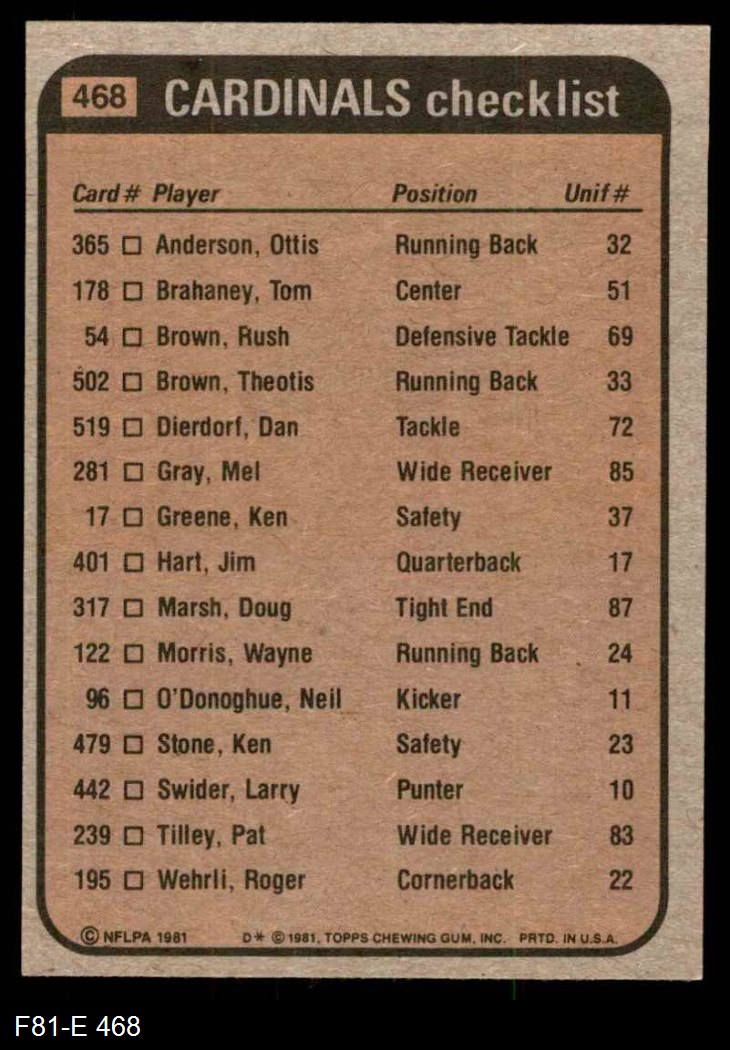 468 CARDINALS checklist
Card # Player Position Unif #
365 □ Anderson, Ottis Running Back 32
178 □ Brahaney, Tom Center 51
54 □ Brown, Rush Defensive Tackle 69
502 □ Brown, Theotis Running Back 33
519 □ Dierdorf, Dan Tackle 72
281 □ Gray, Mel Wide Receiver 85
17 □ Greene, Ken Safety 37
401 □ Hart, Jim Quarterback 17
317 □ Marsh, Doug Tight End 87
122 □ Morris, Wayne Running Back 24
96 □ O'Donoghue, Neil Kicker 11
479 □ Stone, Ken Safety 23
442 □ Swider, Larry Punter 10
239 □ Tilley, Pat Wide Receiver 83
195 □ Wehrli, Roger Cornerback 22
© NFLPA 1981 D* © 1981, TOPPS CHEWING GUM, INC. PRTD. IN U.S.A.
F81-E 468